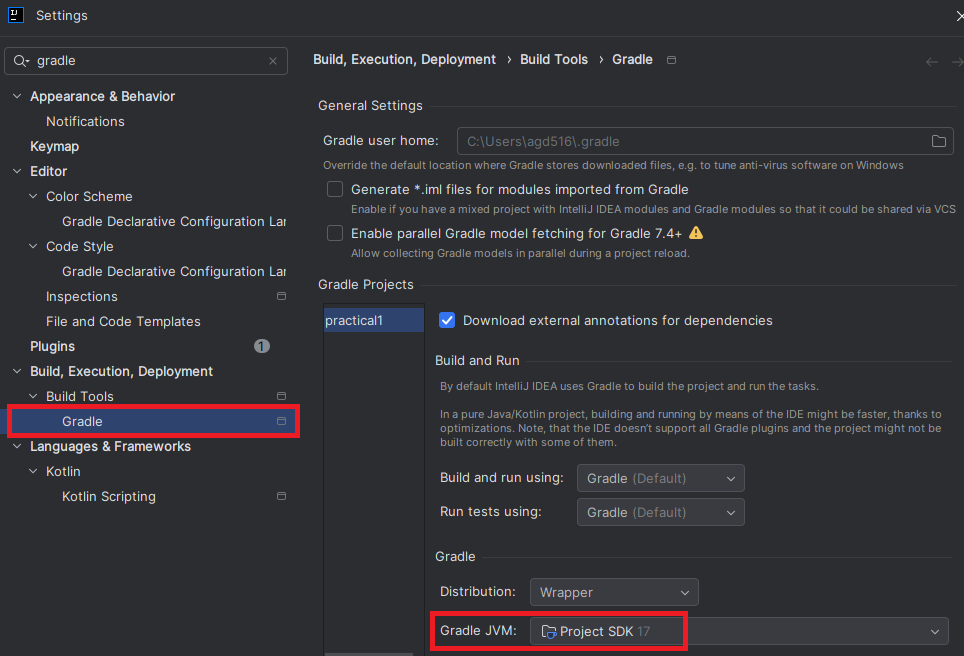 Settings
gradle
Appearance & Behavior
Notifications
Keymap
Editor
Color Scheme
Gradle Declarative Configuration Lar
Code Style
Gradle Declarative Configuration Lar
Inspections
File and Code Templates
Plugins 1
Build, Execution, Deployment
Build Tools
Gradle
Languages & Frameworks
Kotlin
Kotlin Scripting
Build, Execution, Deployment › Build Tools › Gradle
General Settings
Gradle user home: C:\Users\agd516\.gradle
Override the default location where Gradle stores downloaded files, e.g. to tune anti-virus software on Windows
Generate *.iml files for modules imported from Gradle
Enable if you have a mixed project with IntelliJ IDEA modules and Gradle modules so that it could be shared via VCS
Enable parallel Gradle model fetching for Gradle 7.4+
Allow collecting Gradle models in parallel during a project reload.
Gradle Projects
practical1
Download external annotations for dependencies
Build and Run
By default IntelliJ IDEA uses Gradle to build the project and run the tasks.
In a pure Java/Kotlin project, building and running by means of the IDE might be faster, thanks to
optimizations. Note, that the IDE doesn't support all Gradle plugins and the project might not be
built correctly with some of them.
Build and run using: Gradle (Default)
Run tests using: Gradle (Default)
Gradle
Distribution: Wrapper
Gradle JVM: Project SDK 17